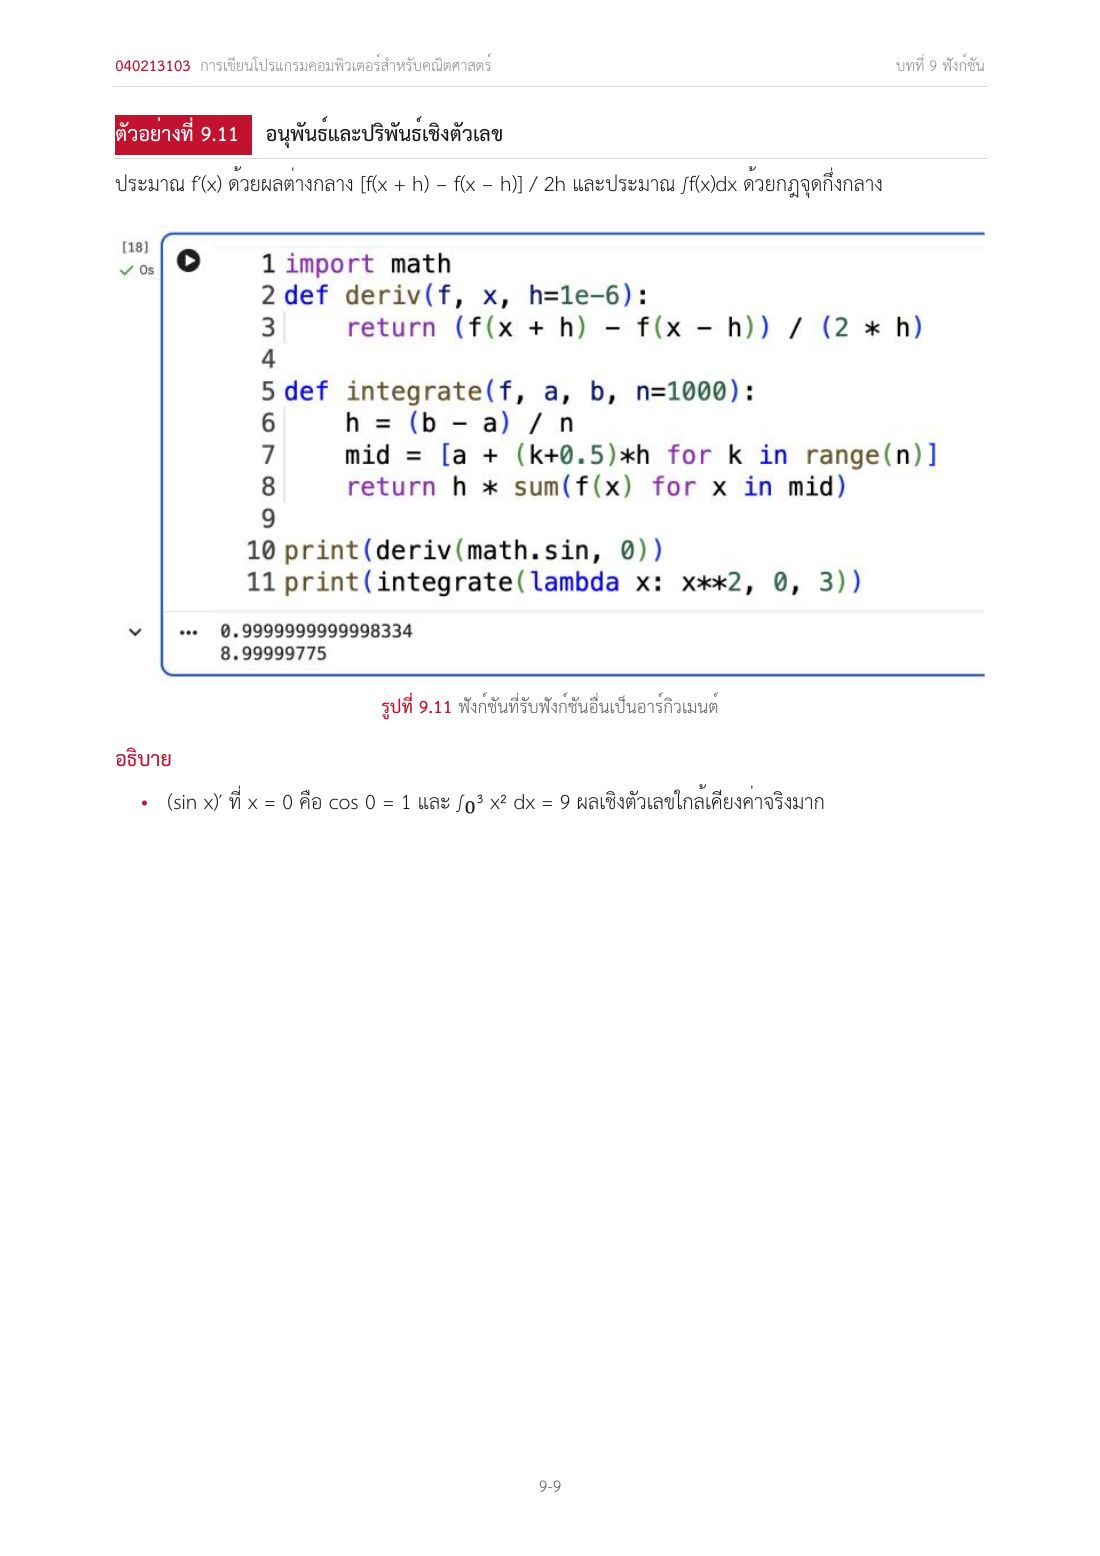 040213103 การเขียนโปรแกรมคอมพิวเตอร์สำหรับคณิตศาสตร์ บทที่ 9 ฟังก์ชัน
ตัวอย่างที่ 9.11 อนุพันธ์และปริพันธ์เชิงตัวเลข
ประมาณ f′(x) ด้วยผลต่างกลาง [f(x + h) – f(x – h)] / 2h และประมาณ ∫f(x)dx ด้วยกฎจุดกึ่งกลาง
[18]
0s
1 import math
2 def deriv(f, x, h=1e-6):
3     return (f(x + h) - f(x - h)) / (2 * h)
4
5 def integrate(f, a, b, n=1000):
6     h = (b - a) / n
7     mid = [a + (k+0.5)*h for k in range(n)]
8     return h * sum(f(x) for x in mid)
9
10 print(deriv(math.sin, 0))
11 print(integrate(lambda x: x**2, 0, 3))
0.9999999999998334
8.99999775
รูปที่ 9.11 ฟังก์ชันที่รับฟังก์ชันอื่นเป็นอาร์กิวเมนต์
อธิบาย
• (sin x)′ ที่ x = 0 คือ cos 0 = 1 และ ∫₀³ x² dx = 9 ผลเชิงตัวเลขใกล้เคียงค่าจริงมาก
9-9